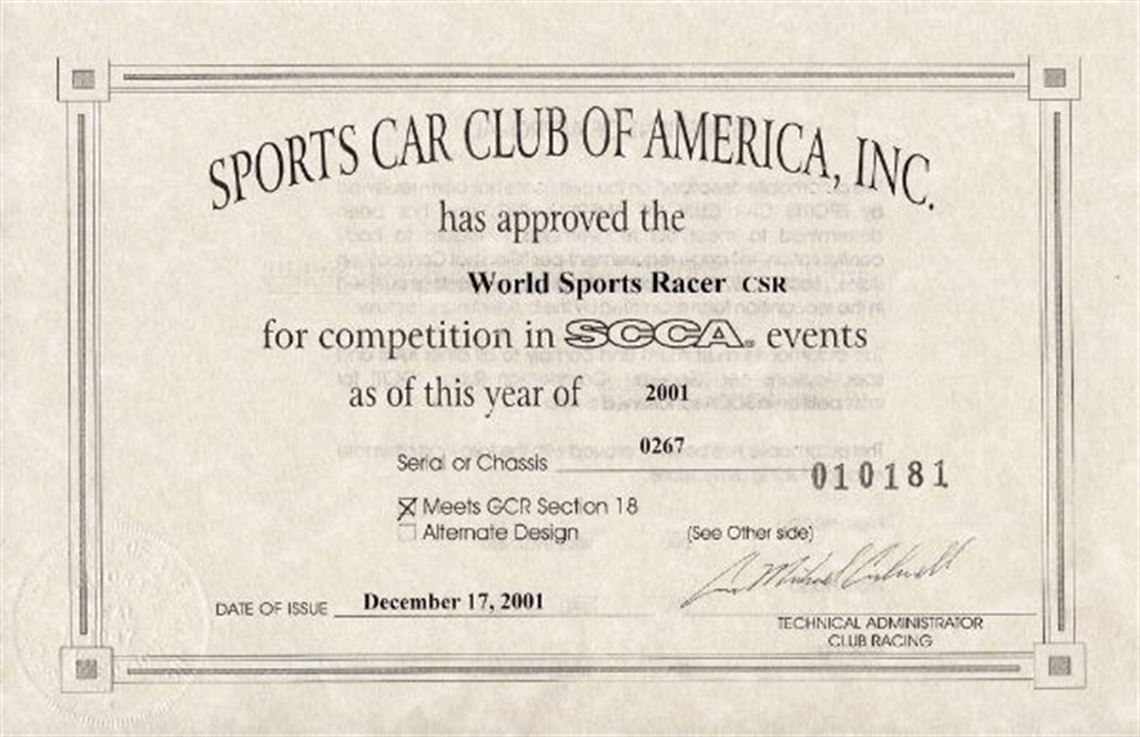 SPORTS CAR CLUB OF AMERICA, INC.
has approved the
World Sports Racer CSR
for competition in SCCA® events
as of this year of 2001
Serial or Chassis 0267
010181
☒ Meets GCR Section 18
☐ Alternate Design (See Other side)
DATE OF ISSUE December 17, 2001
TECHNICAL ADMINISTRATOR
CLUB RACING